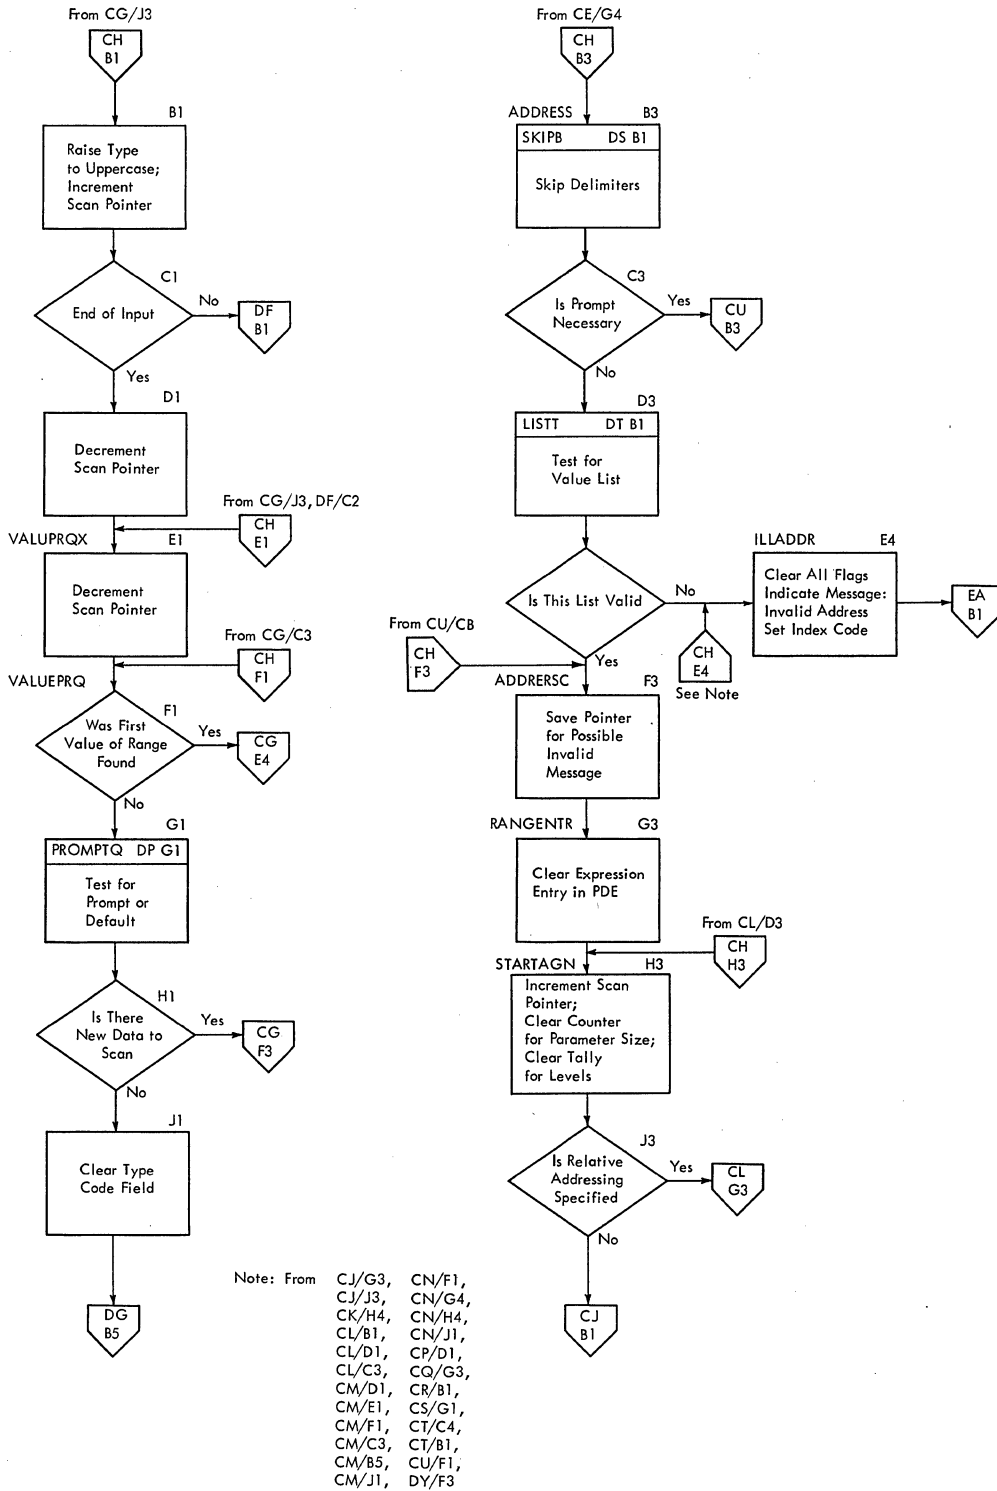 From CG/J3
CH
B1
B1
Raise Type
to Uppercase;
Increment
Scan Pointer
C1
End of Input
No
DF
B1
Yes
D1
Decrement
Scan Pointer
From CG/J3, DF/C2
CH
E1
VALUPRQX
E1
Decrement
Scan Pointer
From CG/C3
CH
F1
VALUEPRQ
F1
Was First
Value of Range
Found
Yes
CG
E4
No
G1
PROMPTQ DP G1
Test for
Prompt or
Default
H1
Is There
New Data to
Scan
Yes
CG
F3
No
J1
Clear Type
Code Field
DG
B5
From CE/G4
CH
B3
ADDRESS
B3
SKIPB DS B1
Skip Delimiters
C3
Is Prompt
Necessary
Yes
CU
B3
No
D3
LISTT DT B1
Test for
Value List
Is This List Valid
No
CH
E4
See Note
ILLADDR
E4
Clear All Flags
Indicate Message:
Invalid Address
Set Index Code
EA
B1
From CU/CB
CH
F3
Yes
ADDRERSC
F3
Save Pointer
for Possible
Invalid
Message
RANGENTR
G3
Clear Expression
Entry in PDE
From CL/D3
CH
H3
STARTAGN
H3
Increment Scan
Pointer;
Clear Counter
for Parameter Size;
Clear Tally
for Levels
J3
Is Relative
Addressing
Specified
Yes
CL
G3
No
CJ
B1
Note: From CJ/G3, CN/F1,
CJ/J3, CN/G4,
CK/H4, CN/H4,
CL/B1, CN/J1,
CL/D1, CP/D1,
CL/C3, CQ/G3,
CM/D1, CR/B1,
CM/E1, CS/G1,
CM/F1, CT/C4,
CM/C3, CT/B1,
CM/B5, CU/F1,
CM/J1, DY/F3